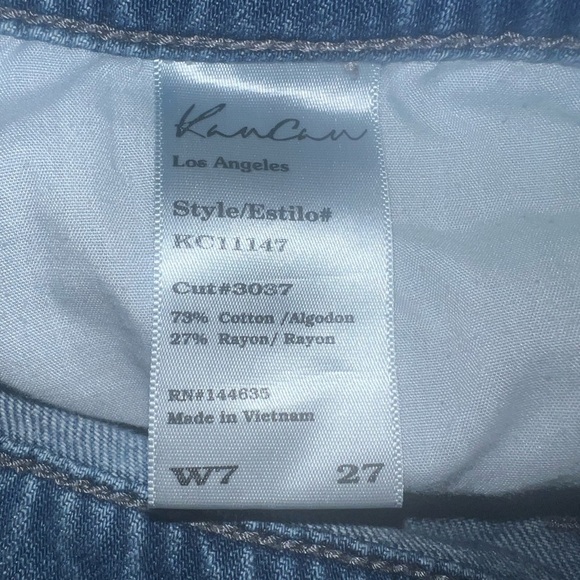 KanCan
Los Angeles
Style/Estilo#
KC11147
Cut#3037
73% Cotton /Algodon
27% Rayon/ Rayon
RN#144635
Made in Vietnam
W7 27